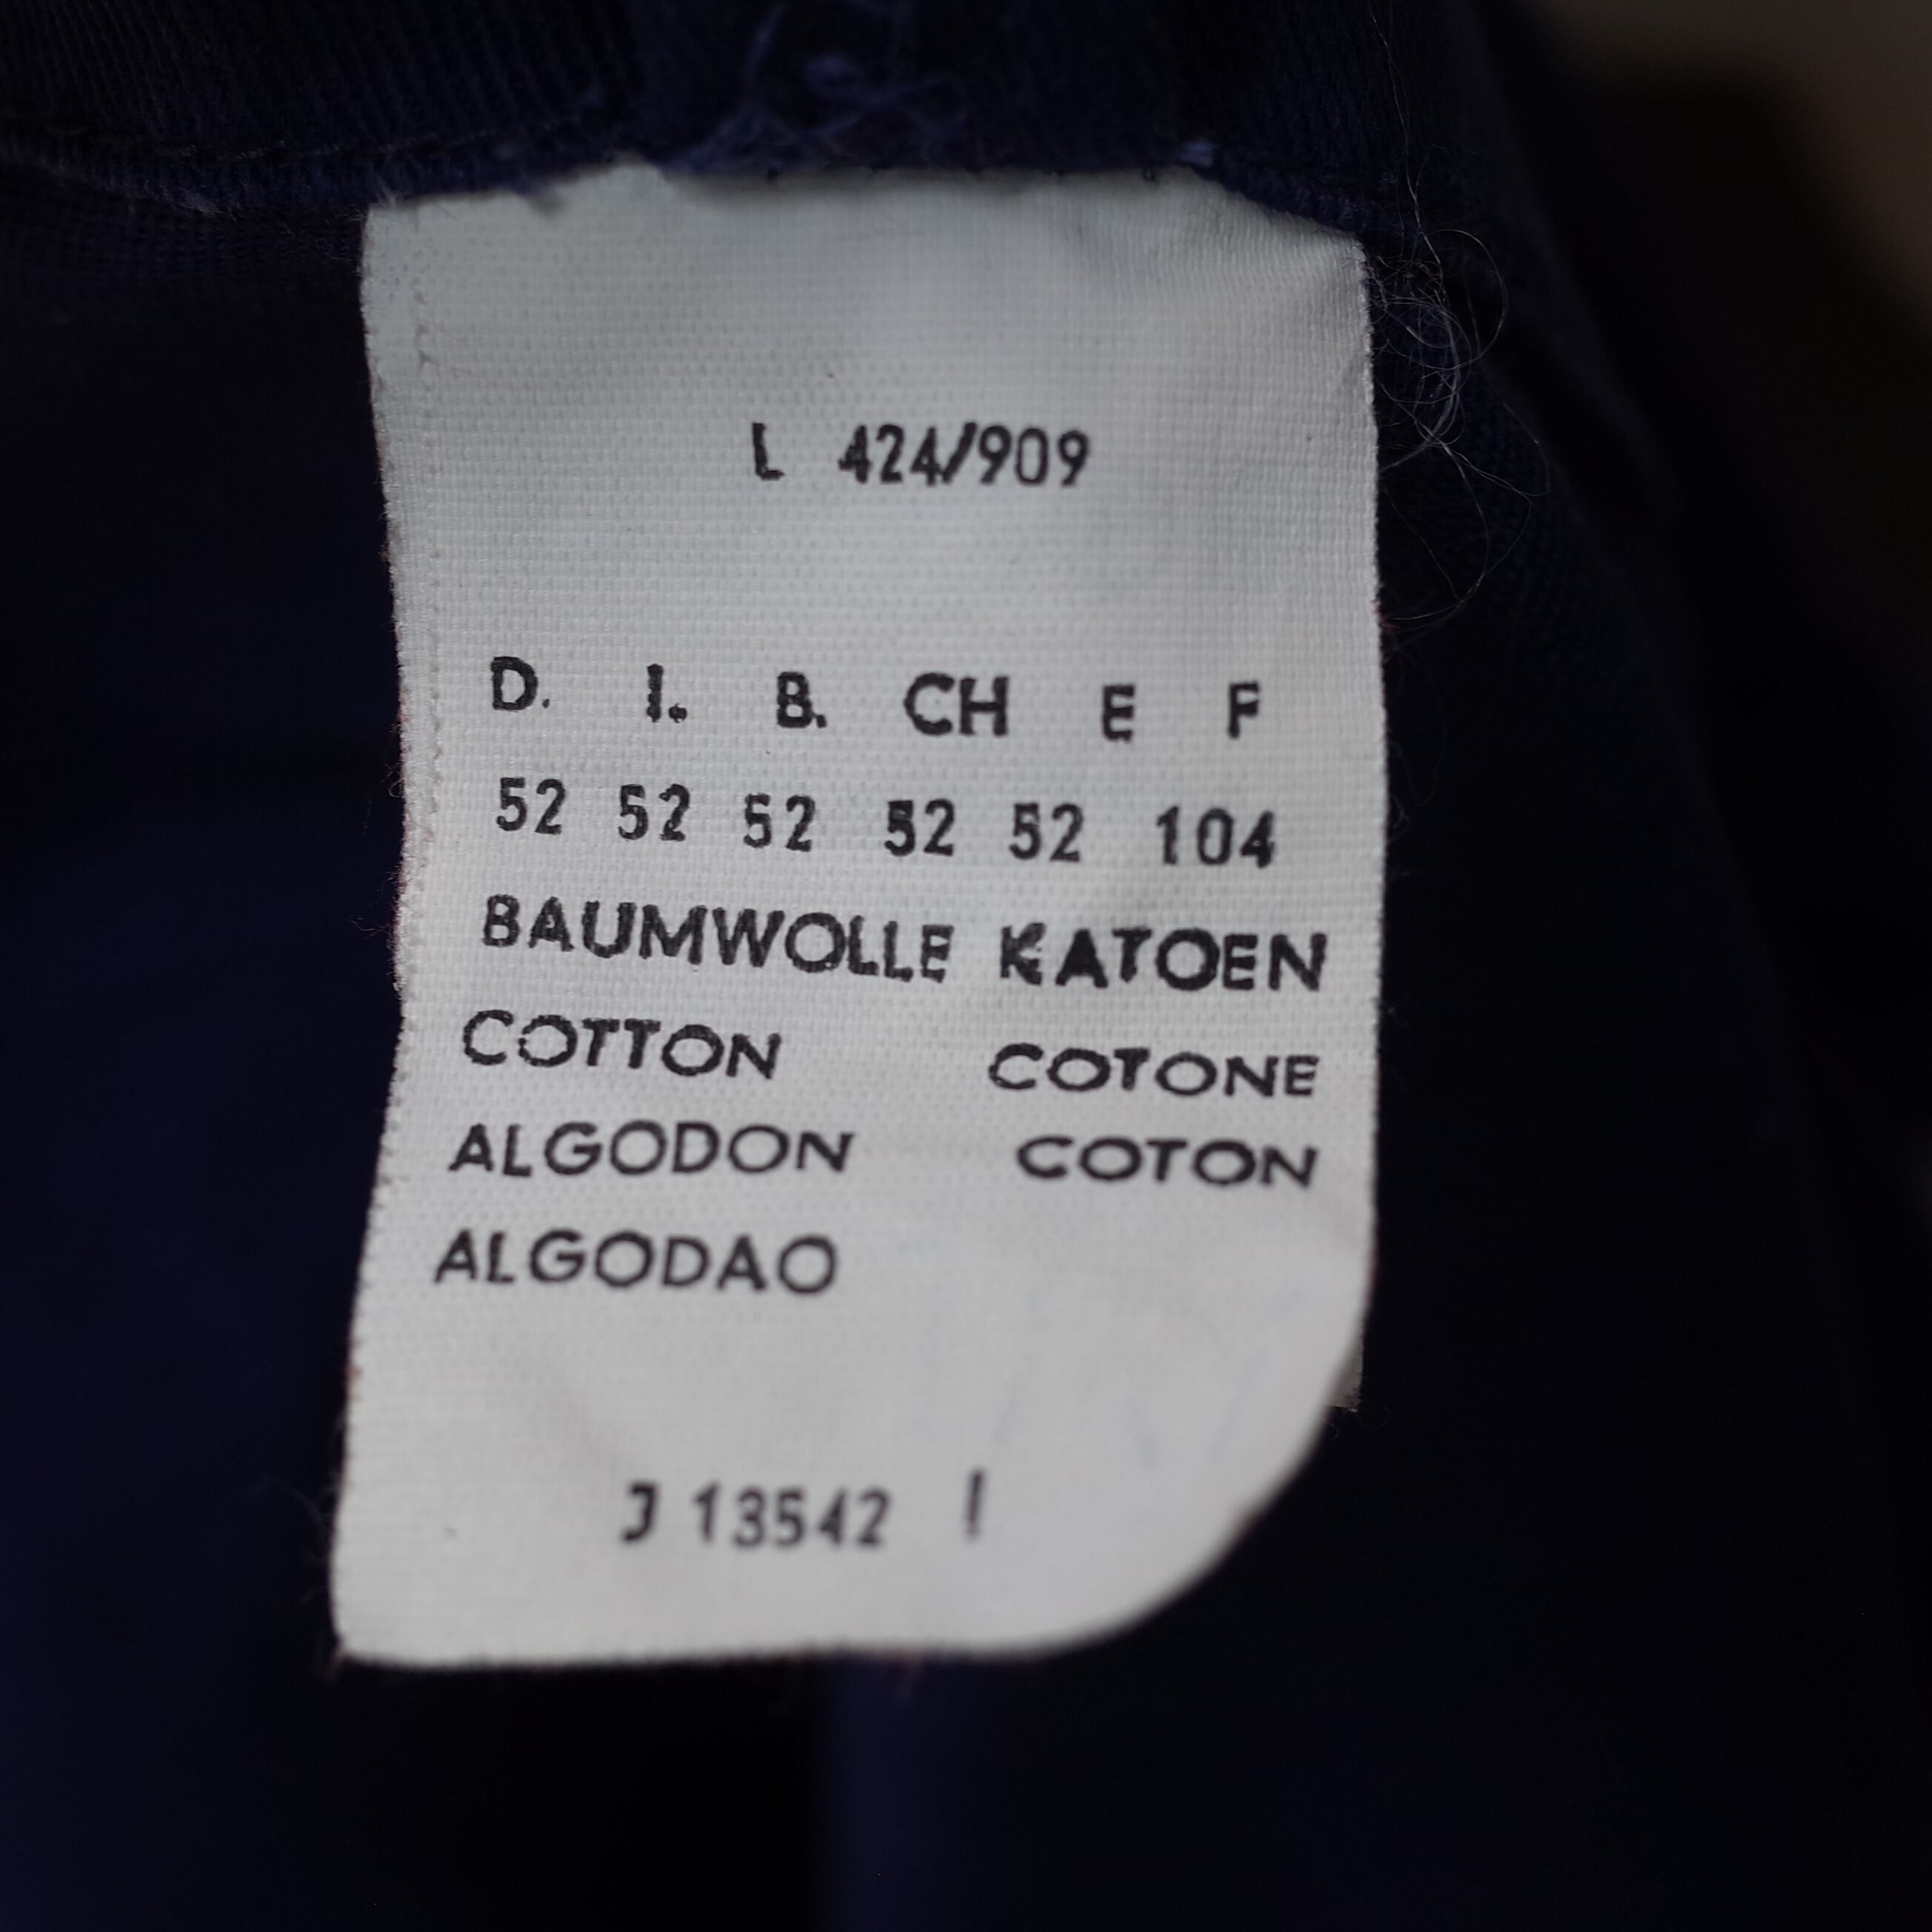 L 424/909
D. I. B. CH E F
52 52 52 52 52 104
BAUMWOLLE KATOEN
COTTON COTONE
ALGODON COTON
ALGODAO
J 13542 I